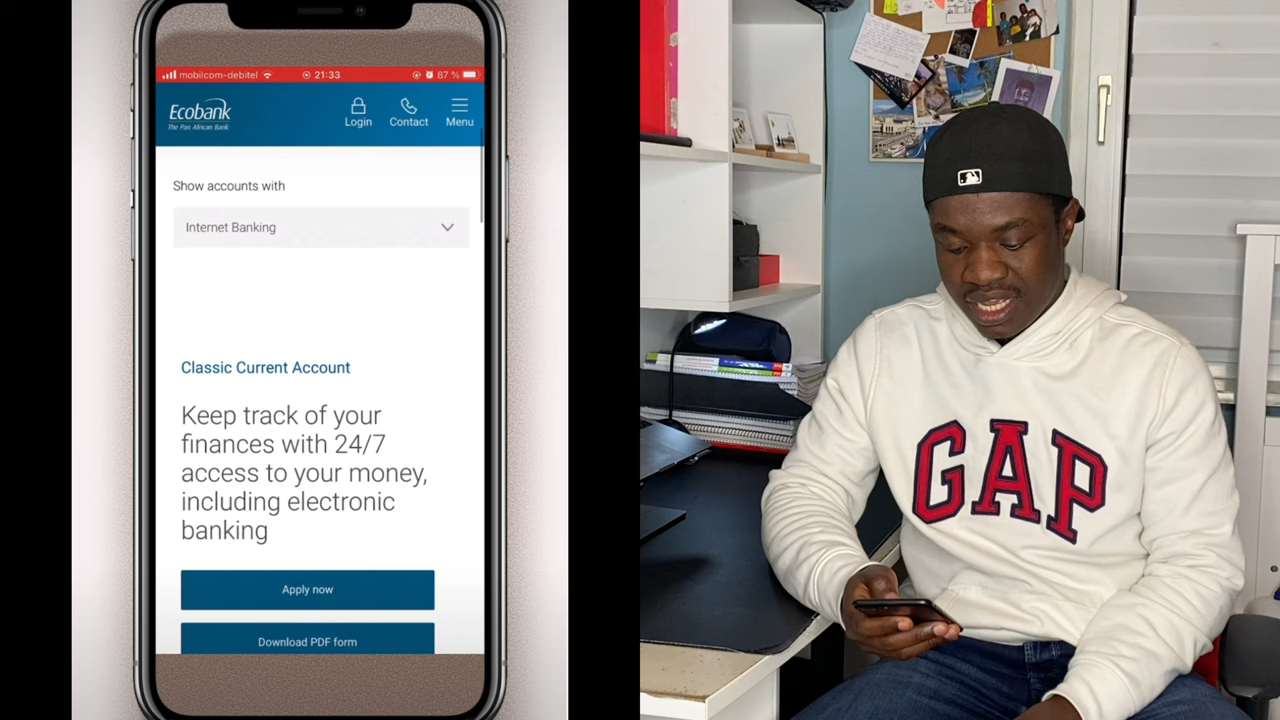 mobilcom-debitel
21:33
87 %
Ecobank
The Pan African Bank
Login
Contact
Menu
Show accounts with
Internet Banking
Classic Current Account
Keep track of your
finances with 24/7
access to your money,
including electronic
banking
Apply now
Download PDF form
GAP